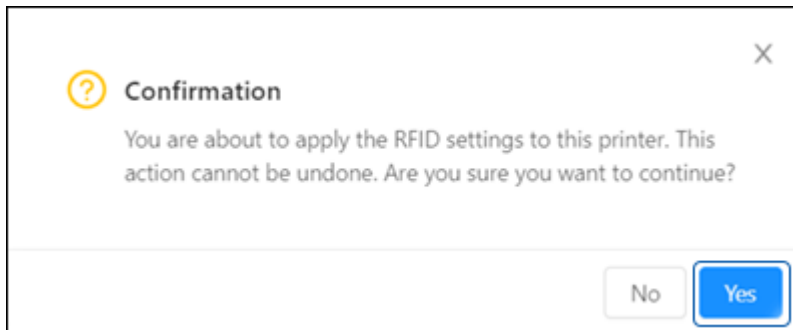 Confirmation
You are about to apply the RFID settings to this printer. This
action cannot be undone. Are you sure you want to continue?
No
Yes